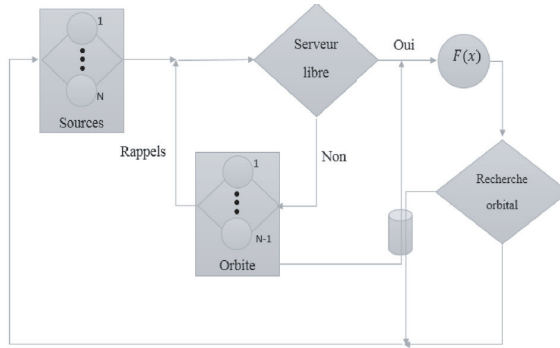 1
N
Sources
Serveur
libre
Oui
F(x)
Rappels
Non
1
N-1
Orbite
Recherche
orbital